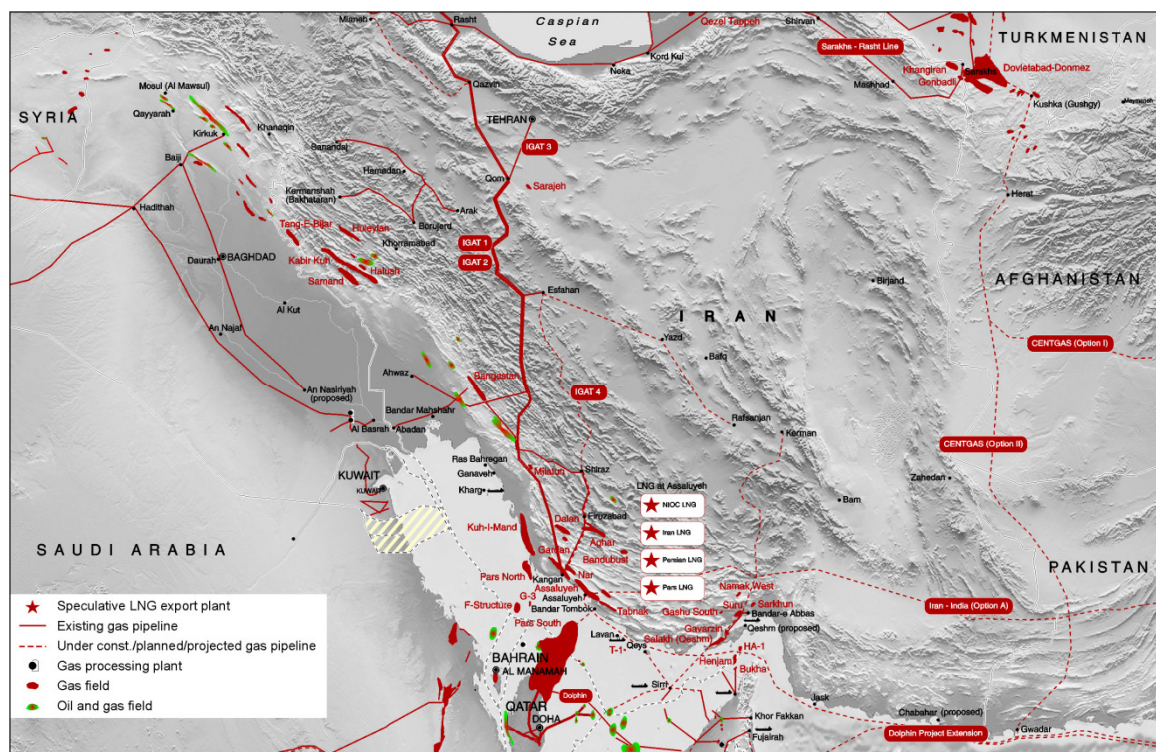 Mianeh
Rasht
Caspian
Sea
Qezel Tappeh
Shirvan
TURKMENISTAN
Neka
Kord Kui
Sarakhs - Rasht Line
Mashhad
Khangiran
Gonbadli
Sarakhs
Dovletabad-Donmez
Kushka (Gushgy)
Meymaneh
SYRIA
Mosul (Al Mawsul)
Qayyarah
Kirkuk
Khanaqin
Baiji
Qazvin
TEHRAN
IGAT 3
Sanandaj
Hamadan
Qom
Sarajeh
Kermanshah
(Bakhataran)
Arak
Borujerd
Hadithah
Herat
Tang-E-Bijar
Huleylan
Khorramabad
IGAT 1
IGAT 2
Daurah
BAGHDAD
Kabir Kuh
Halush
Samand
Al Kut
Esfahan
Birjand
AFGHANISTAN
IRAN
An Najaf
Yazd
Bafq
CENTGAS (Option I)
Ahwaz
Bangestan
IGAT 4
An Nasiriyah
(proposed)
Bandar Mahshahr
Al Basrah
Abadan
Rafsanjan
Kerman
CENTGAS (Option II)
Ras Bahregan
Ganaveh
Kharg
Milatun
Shiraz
Zahedan
Bam
KUWAIT
KUWAIT
LNG at Assaluyeh
NIOC LNG
Iran LNG
Persian LNG
Pars LNG
SAUDI ARABIA
Kuh-I-Mand
Dalan
Firuzabad
Aghar
Gardan
Bandubust
PAKISTAN
Pars North
Kangan
Nar
Assaluyeh
Assaluyeh
G-3
F-Structure
Bandar Tombok
Tabnak
Namak West
Suru
Sarkhun
Gashu South
Bandar-e Abbas
Iran - India (Option A)
Pars South
Gavarzin
Qeshm (proposed)
Salakh (Qeshm)
Lavan
T-1
Qeys
HA-1
Henjam
Bukha
BAHRAIN
AL MANAMAH
Sirri
Dolphin
Jask
QATAR
DOHA
Khor Fakkan
Fujairah
Chabahar (proposed)
Dolphin Project Extension
Gwadar
Speculative LNG export plant
Existing gas pipeline
Under const./planned/projected gas pipeline
Gas processing plant
Gas field
Oil and gas field